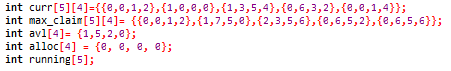 int curr[5][4]={{0,0,1,2},{1,0,0,0},{1,3,5,4},{0,6,3,2},{0,0,1,4}};
int max_claim[5][4]= {{0,0,1,2},{1,7,5,0},{2,3,5,6},{0,6,5,2},{0,6,5,6}};
int avl[4]= {1,5,2,0};
int alloc[4] = {0, 0, 0, 0};
int running[5];